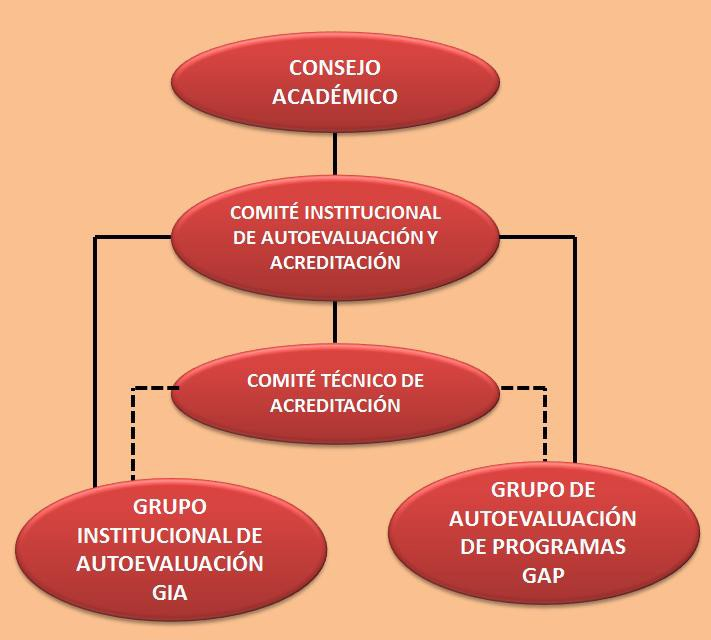 CONSEJO
ACADÉMICO
COMITÉ INSTITUCIONAL
DE AUTOEVALUACIÓN Y
ACREDITACIÓN
COMITÉ TÉCNICO DE
ACREDITACIÓN
GRUPO
INSTITUCIONAL DE
AUTOEVALUACIÓN
GIA
GRUPO DE
AUTOEVALUACIÓN
DE PROGRAMAS
GAP